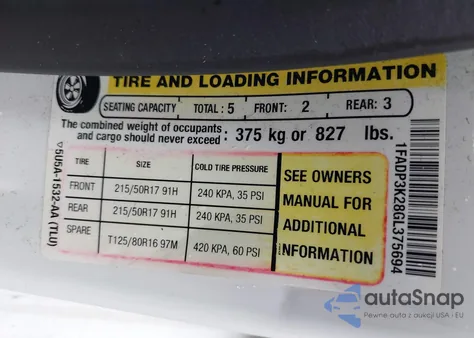 TIRE AND LOADING INFORMATION
SEATING CAPACITY TOTAL: 5 FRONT: 2 REAR: 3
The combined weight of occupants
and cargo should never exceed: 375 kg or 827 lbs.
TIRE SIZE COLD TIRE PRESSURE
FRONT 215/50R17 91H 240 KPA, 35 PSI
REAR 215/50R17 91H 240 KPA, 35 PSI
SPARE T125/80R16 97M 420 KPA, 60 PSI
SEE OWNERS
MANUAL FOR
ADDITIONAL
INFORMATION
5U5A-1532-AA (TLU)
1FADP3K28GL375694
autoSnap
Pewne auta z aukcji USA i EU